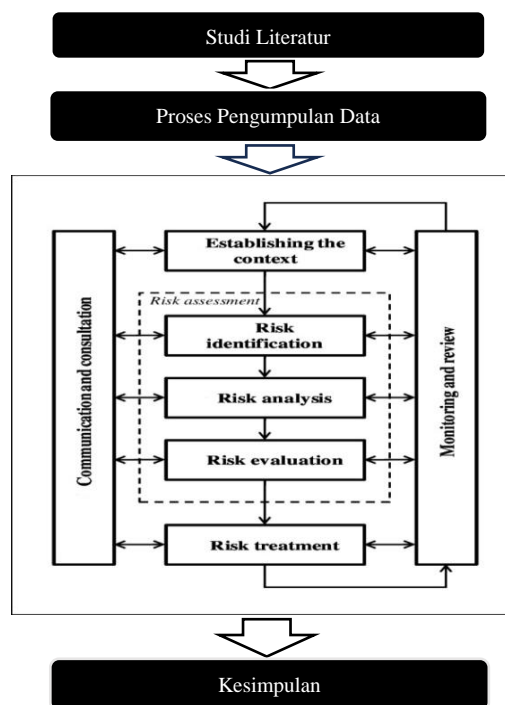 Studi Literatur
Proses Pengumpulan Data
Establishing the
context
Risk assessment
Risk
identification
Risk analysis
Risk evaluation
Risk treatment
Communication and consultation
Monitoring and review
Kesimpulan